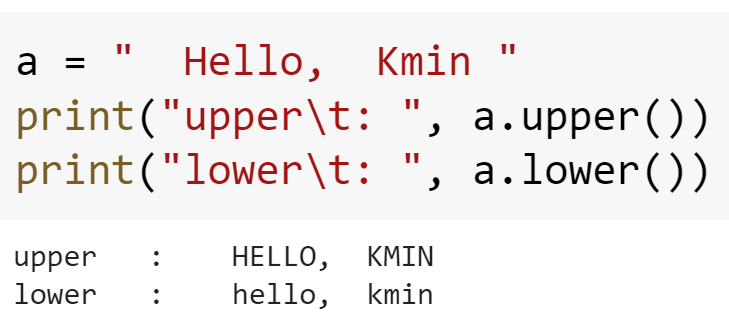 a = "  Hello,  Kmin "
print("upper\t: ", a.upper())
print("lower\t: ", a.lower())
upper   :    HELLO,  KMIN
lower   :    hello,  kmin